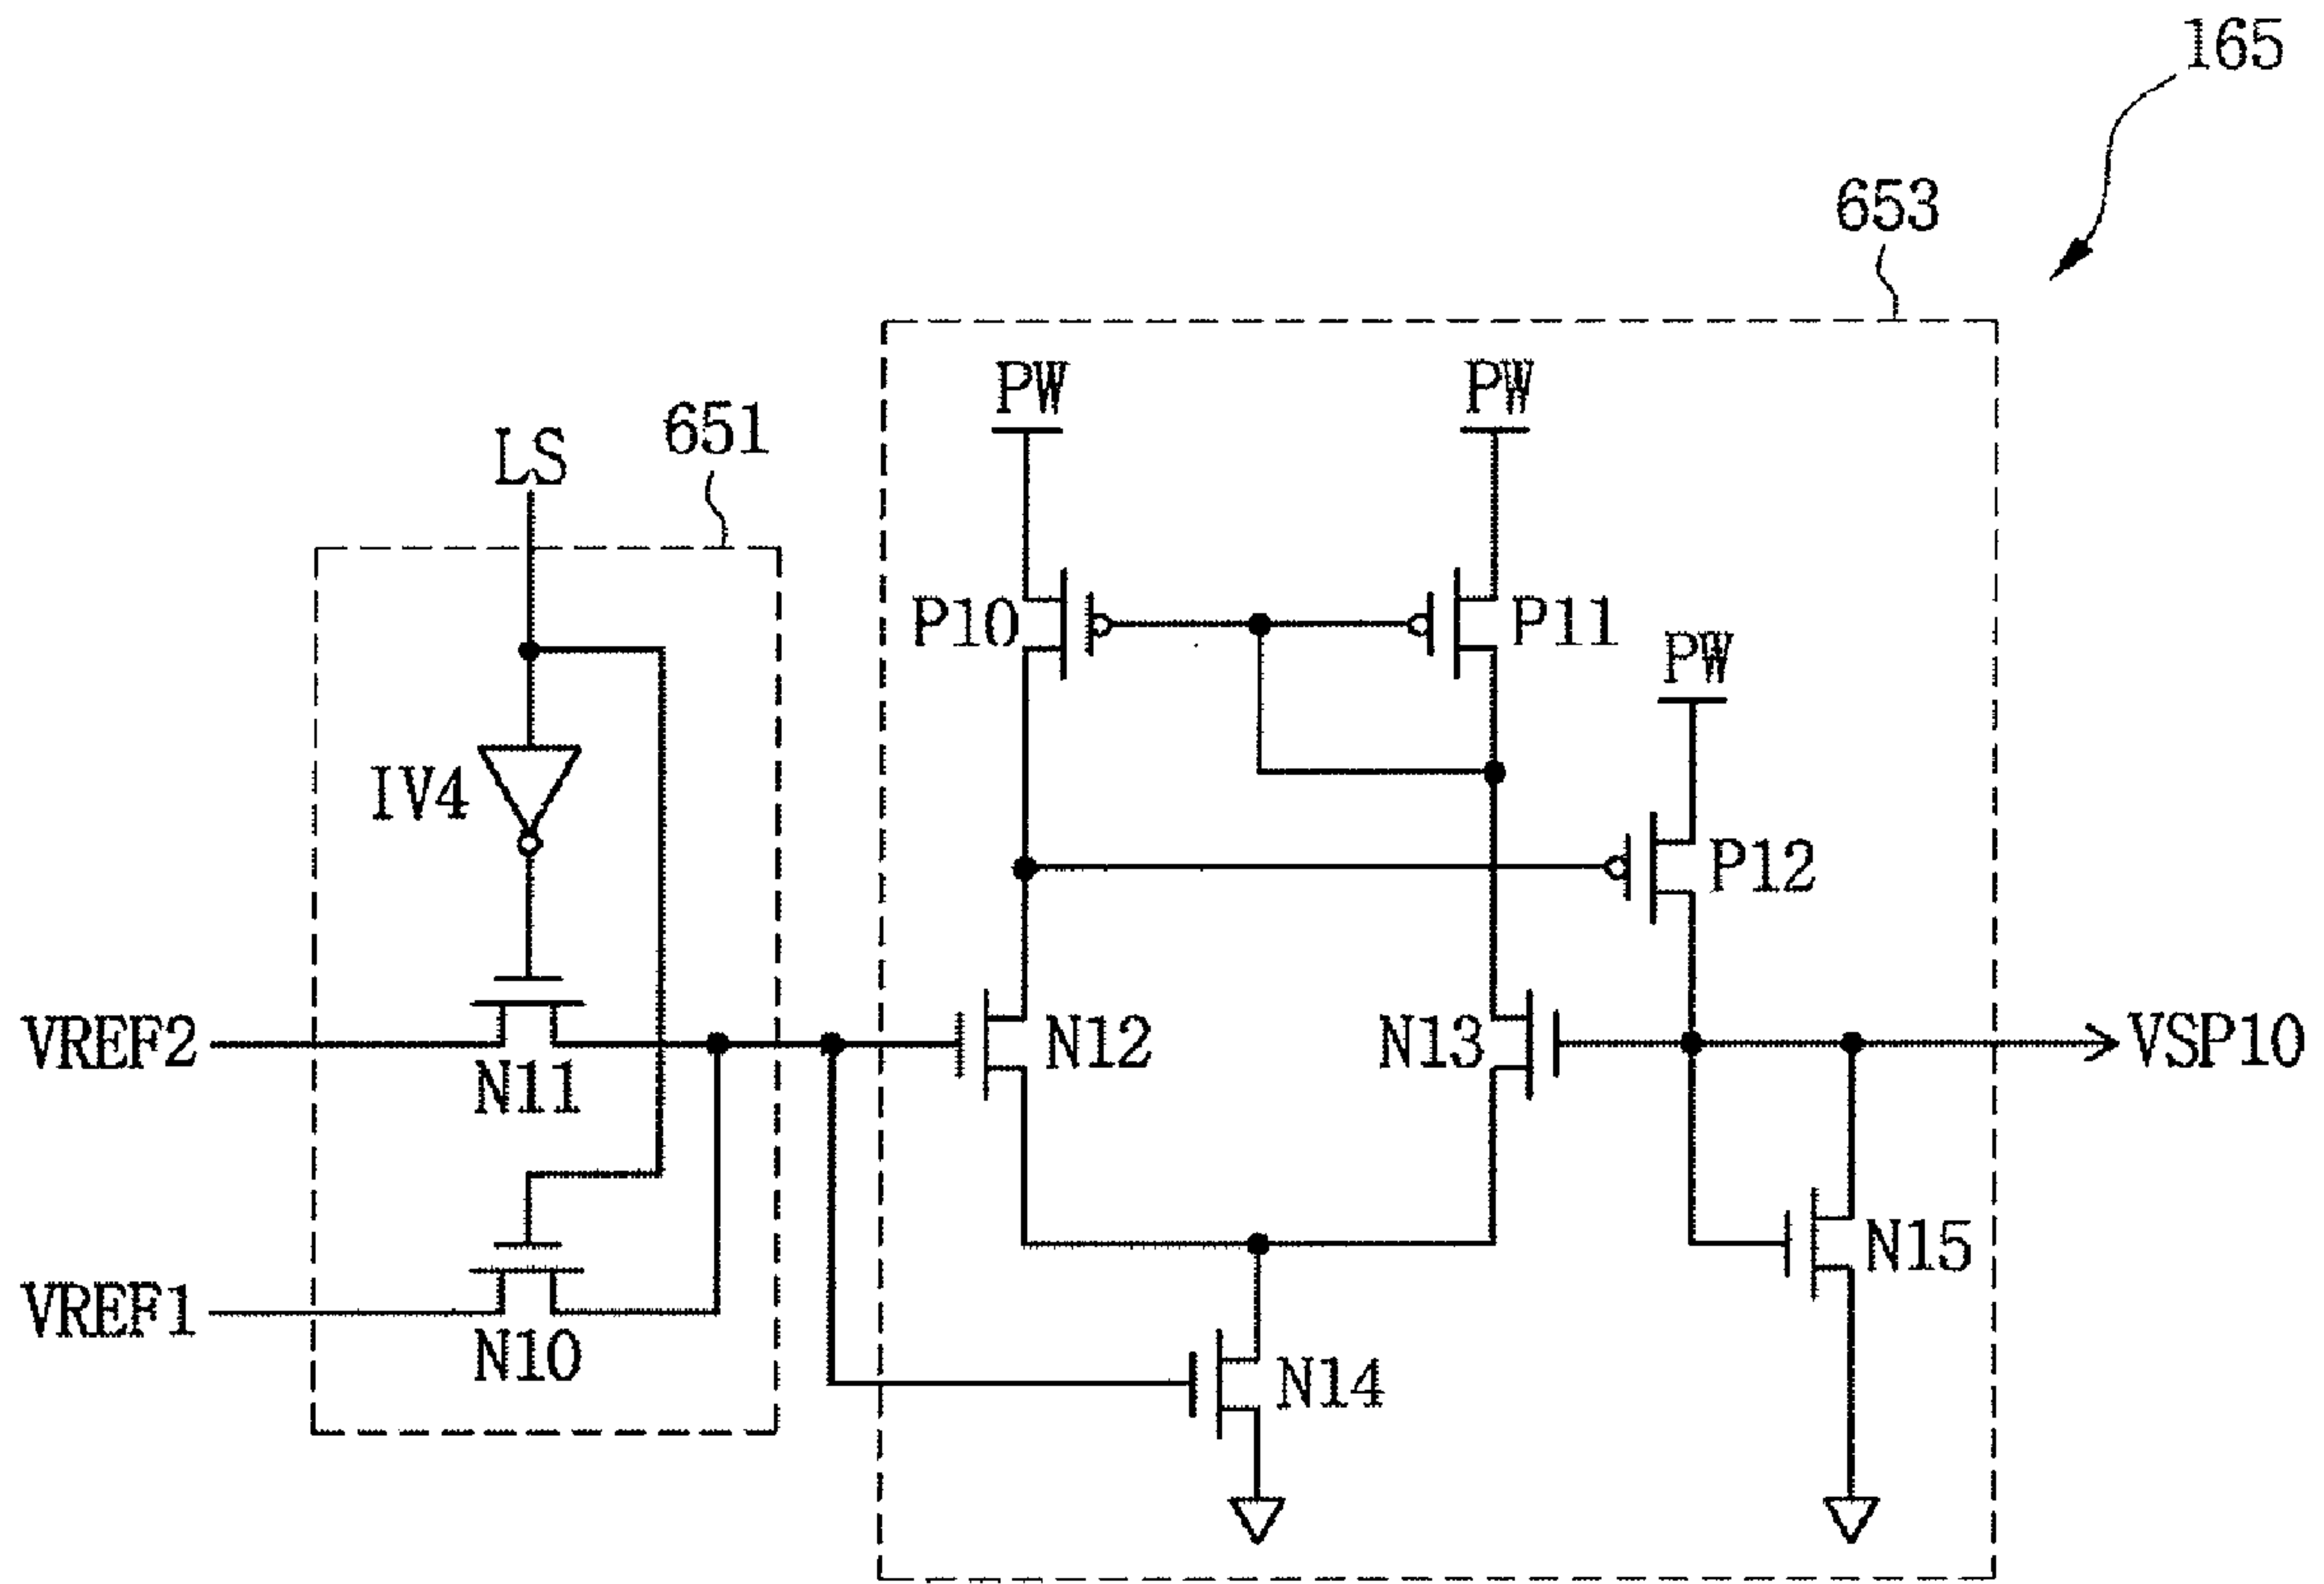 165
653
PW
PW
651
LS
P10
P11
PW
IV4
P12
VREF2
N11
N12
N13
VSP10
N15
VREF1
N10
N14